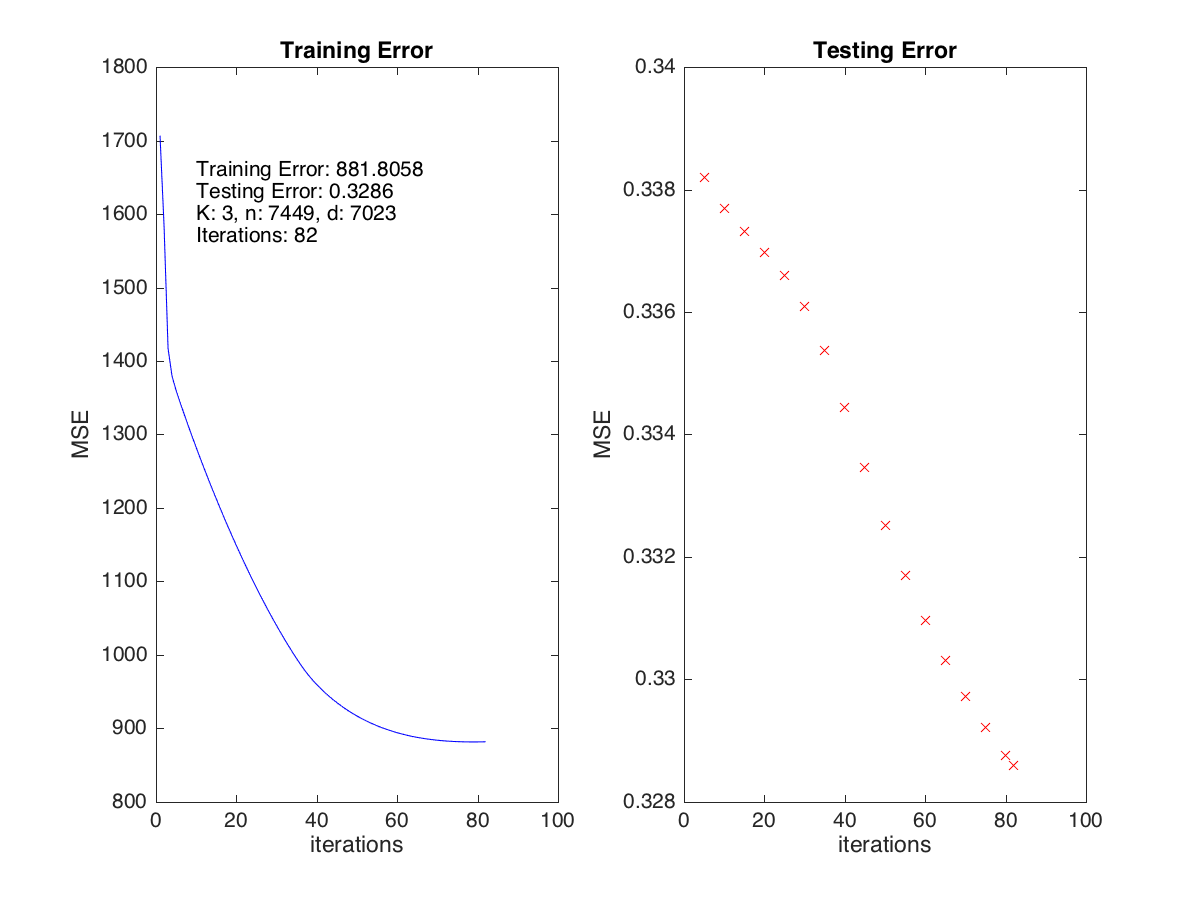 Training Error
1800
1700
1600
1500
1400
1300
1200
1100
1000
900
800
MSE
Training Error: 881.8058
Testing Error: 0.3286
K: 3, n: 7449, d: 7023
Iterations: 82
0 20 40 60 80 100
iterations
Testing Error
0.34
0.338
0.336
0.334
0.332
0.33
0.328
MSE
0 20 40 60 80 100
iterations